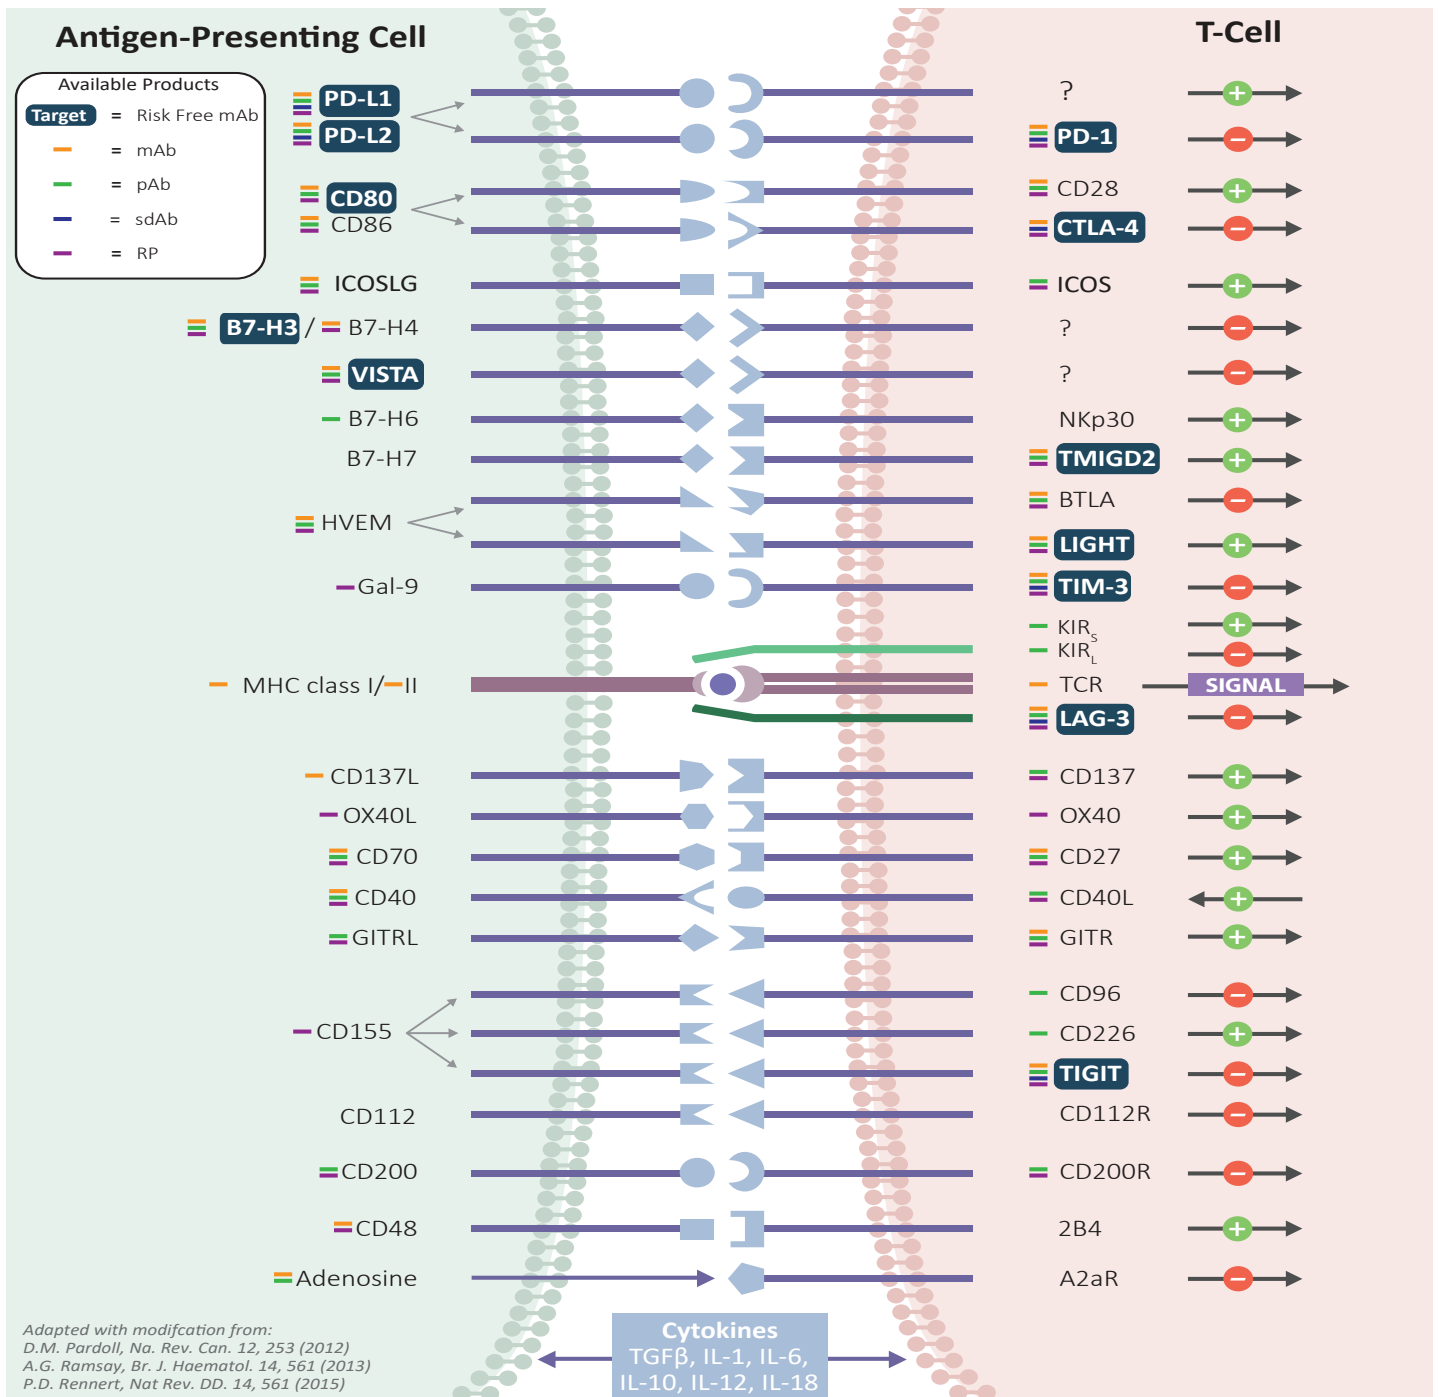 Antigen-Presenting Cell
T-Cell
Available Products
Target = Risk Free mAb
= mAb
= pAb
= sdAb
= RP
PD-L1
?
+
PD-L2
PD-1
−
CD80
CD28
+
CD86
CTLA-4
−
ICOSLG
ICOS
+
B7-H3 / B7-H4
?
−
VISTA
?
−
B7-H6
NKp30
+
B7-H7
TMIGD2
+
HVEM
BTLA
−
LIGHT
+
Gal-9
TIM-3
−
KIRS
+
KIRL
−
MHC class I/ II
TCR
SIGNAL
LAG-3
−
CD137L
CD137
+
OX40L
OX40
+
CD70
CD27
+
CD40
CD40L
+
GITRL
GITR
+
CD155
CD96
−
CD226
+
TIGIT
−
CD112
CD112R
−
CD200
CD200R
−
CD48
2B4
+
Adenosine
A2aR
−
Cytokines
TGFβ, IL-1, IL-6,
IL-10, IL-12, IL-18
Adapted with modifcation from:
D.M. Pardoll, Na. Rev. Can. 12, 253 (2012)
A.G. Ramsay, Br. J. Haematol. 14, 561 (2013)
P.D. Rennert, Nat Rev. DD. 14, 561 (2015)